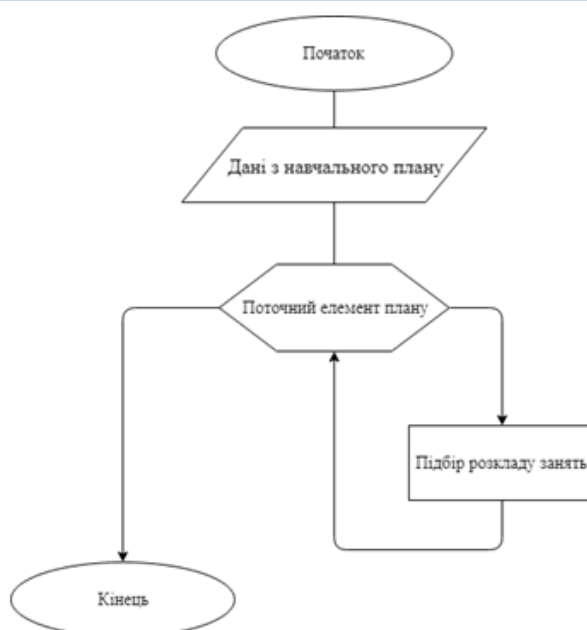 Початок
Дані з навчального плану
Поточний елемент плану
Підбір розкладу занять
Кінець